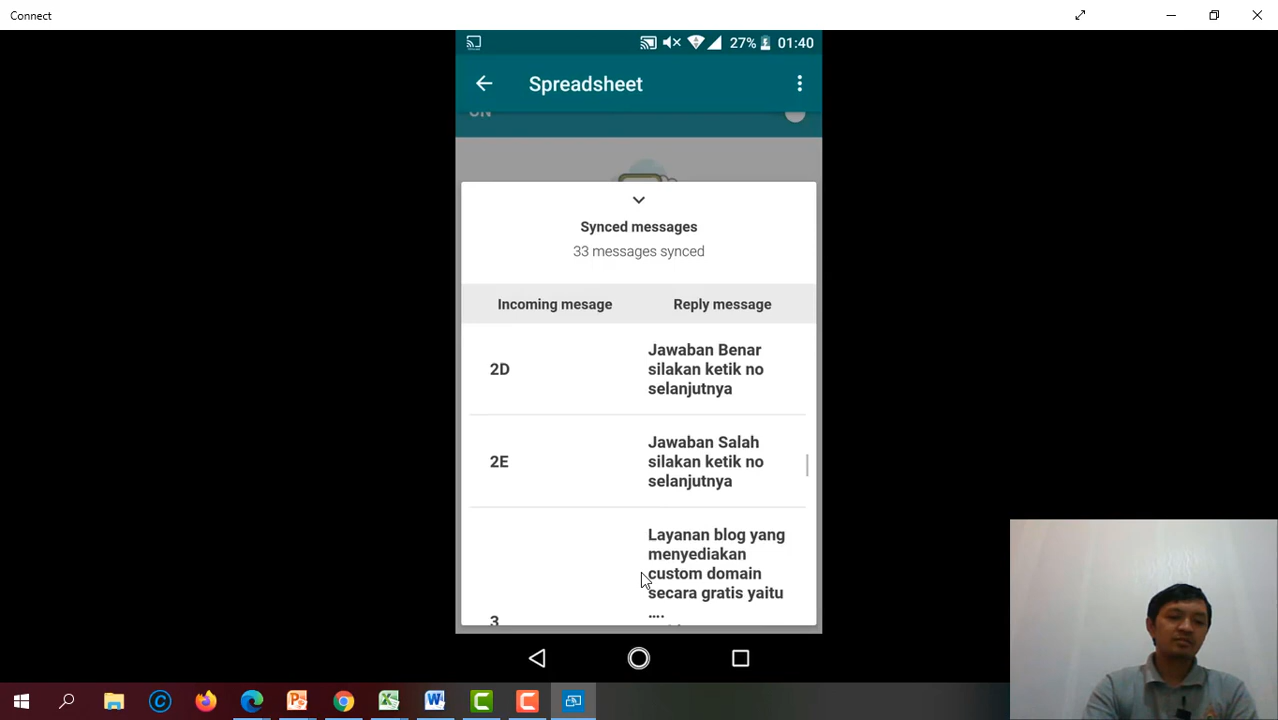 Connect
27% 01:40
Spreadsheet
ON
Synced messages
33 messages synced
Incoming mesage Reply message
2D
Jawaban Benar
silakan ketik no
selanjutnya
2E
Jawaban Salah
silakan ketik no
selanjutnya
3
Layanan blog yang
menyediakan
custom domain
secara gratis yaitu
....